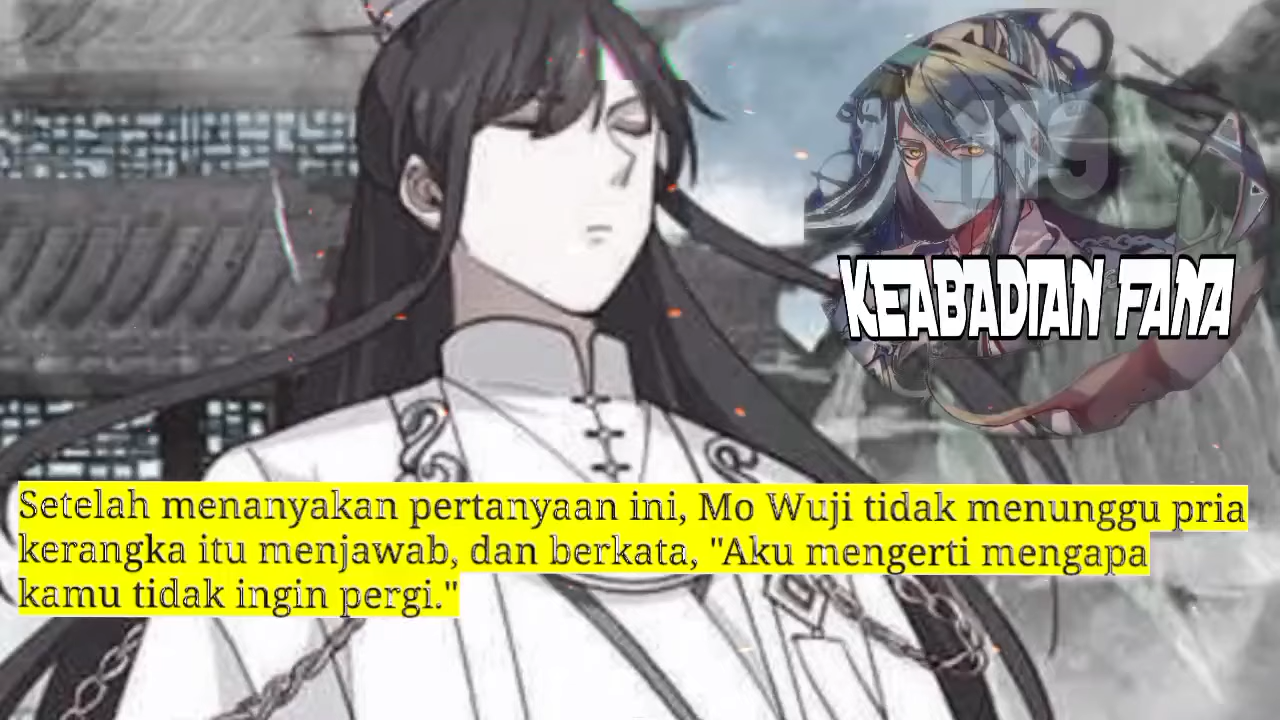 KEABADIAN FANA
Setelah menanyakan pertanyaan ini, Mo Wuji tidak menunggu pria
kerangka itu menjawab, dan berkata, "Aku mengerti mengapa
kamu tidak ingin pergi."